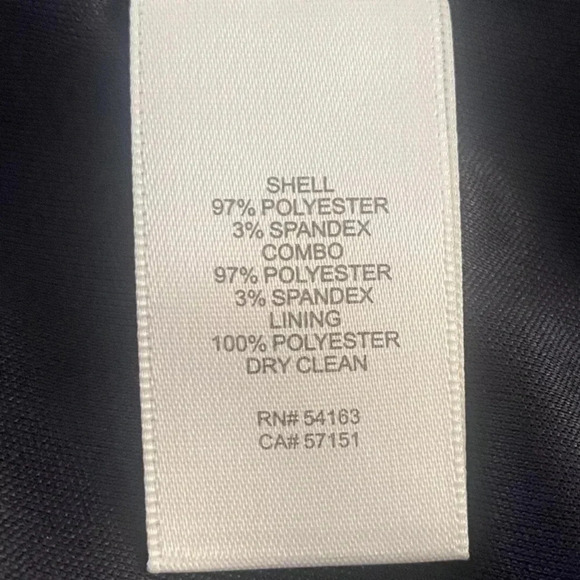 SHELL
97% POLYESTER
3% SPANDEX
COMBO
97% POLYESTER
3% SPANDEX
LINING
100% POLYESTER
DRY CLEAN
RN# 54163
CA# 57151